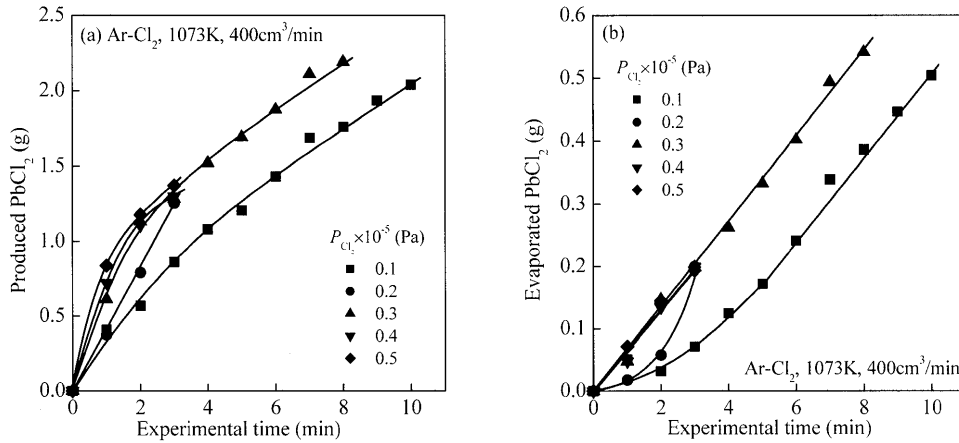 (a) Ar-Cl₂, 1073K, 400cm³/min
2.5
2.0
1.5
1.0
0.5
0.0
Produced PbCl₂ (g)
P_Cl₂×10⁻⁵ (Pa)
0.1
0.2
0.3
0.4
0.5
0 2 4 6 8 10
Experimental time (min)
(b)
0.6
0.5
0.4
0.3
0.2
0.1
0.0
Evaporated PbCl₂ (g)
P_Cl₂×10⁻⁵ (Pa)
0.1
0.2
0.3
0.4
0.5
Ar-Cl₂, 1073K, 400cm³/min
0 2 4 6 8 10
Experimental time (min)